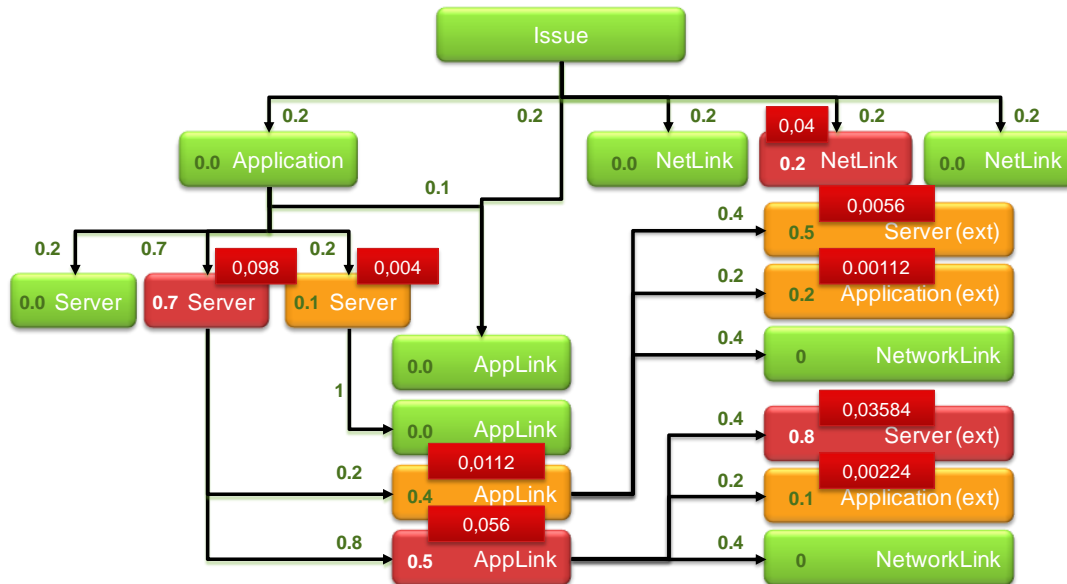 Issue
0.2
0.2
0.2
0.2
0.2
0,04
0.0 Application
0.0 NetLink
0.2 NetLink
0.0 NetLink
0.1
0.4
0,0056
0.5 Server (ext)
0.2
0.7
0.2
0,098
0,004
0.0 Server
0.7 Server
0.1 Server
0.2
0.00112
0.2 Application (ext)
0.4
0 NetworkLink
0.0 AppLink
1
0.0 AppLink
0.4
0,03584
0.8 Server (ext)
0.2
0,0112
0.4 AppLink
0.2
0,00224
0.1 Application (ext)
0.8
0,056
0.5 AppLink
0.4
0 NetworkLink